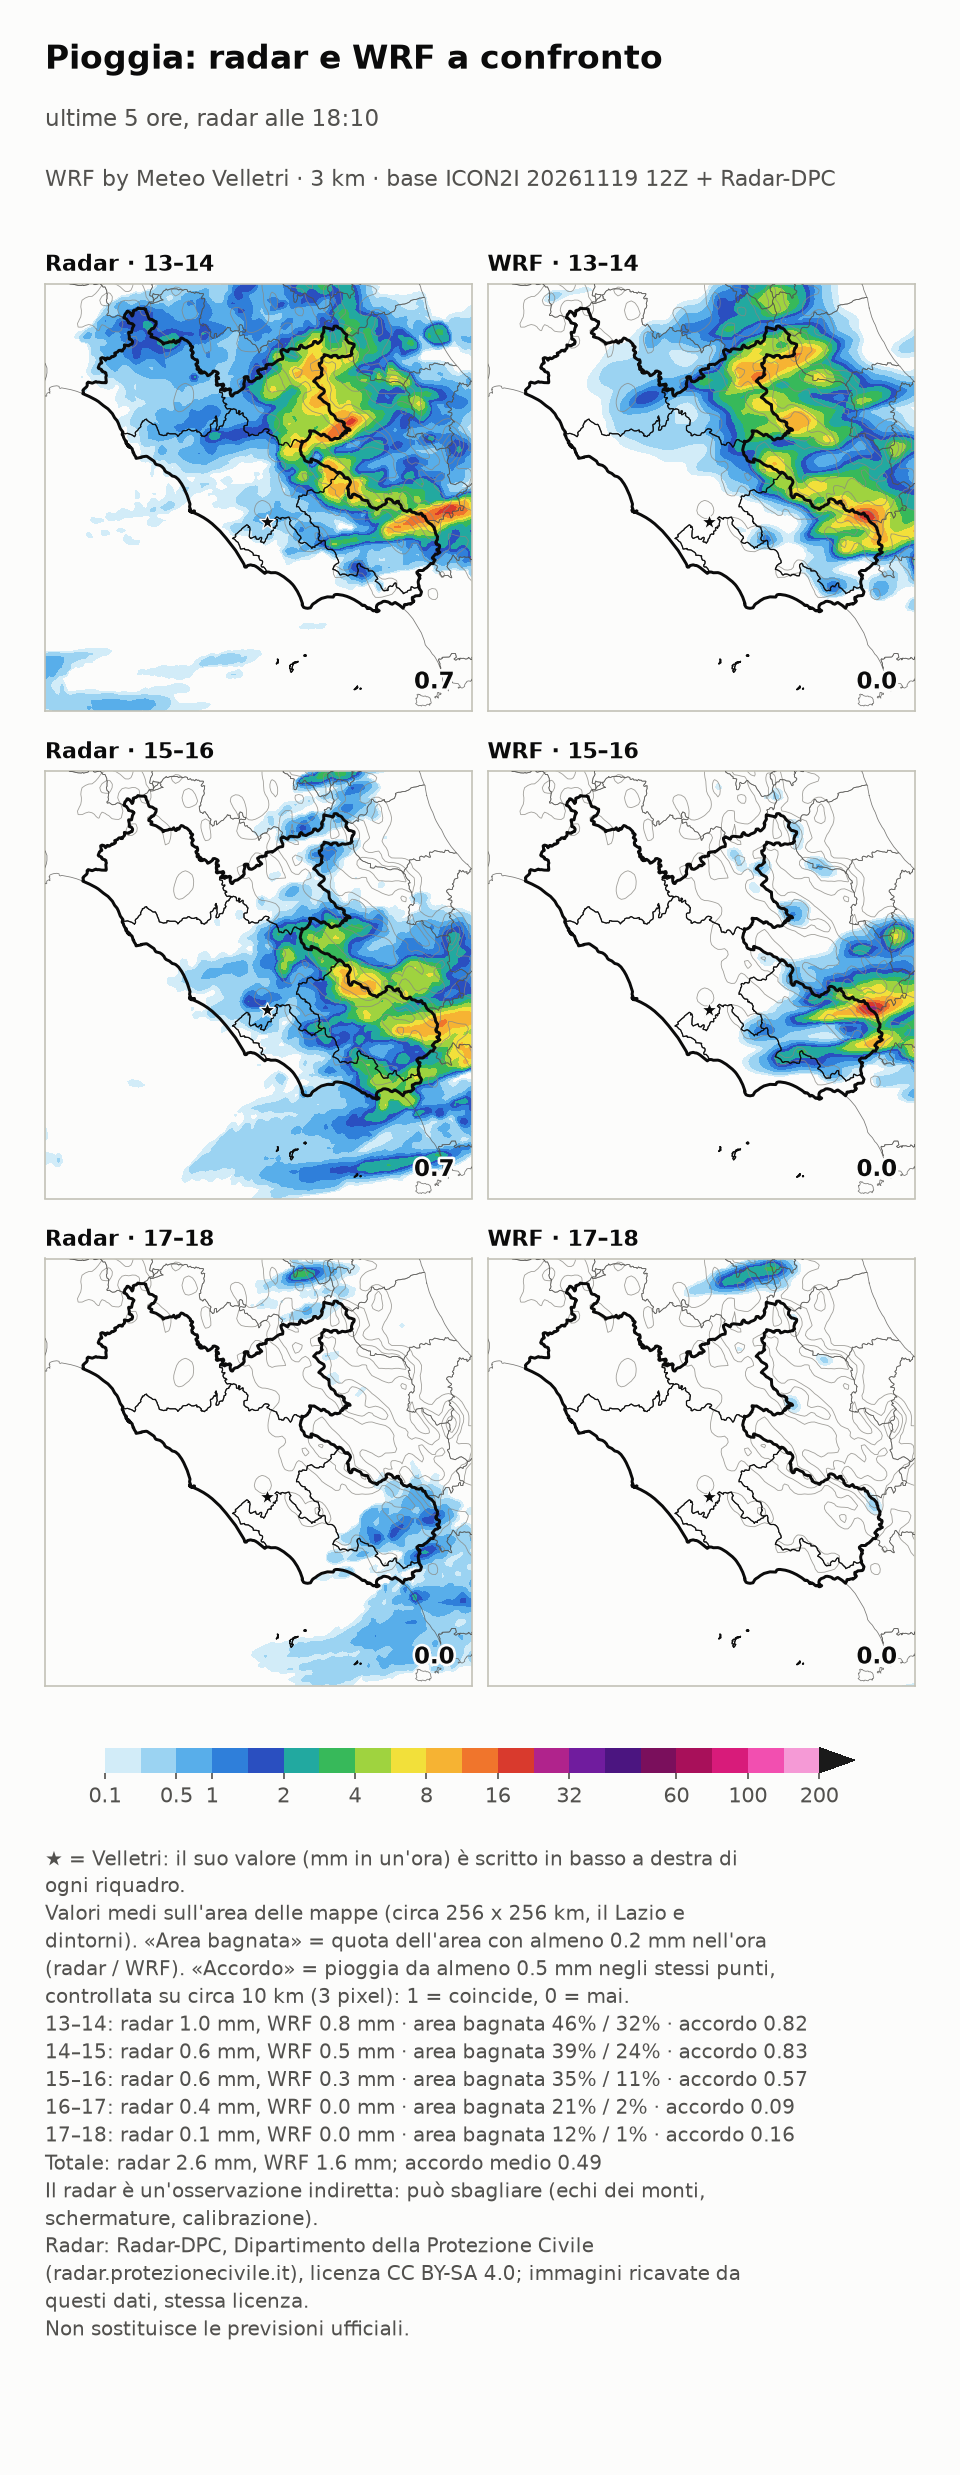 Pioggia: radar e WRF a confronto
ultime 5 ore, radar alle 18:10
WRF by Meteo Velletri · 3 km · base ICON2I 20261119 12Z + Radar-DPC
Radar · 13–14
WRF · 13–14
0.7
0.0
Radar · 15–16
WRF · 15–16
0.7
0.0
Radar · 17–18
WRF · 17–18
0.0
0.0
0.1 0.5 1 2 4 8 16 32 60 100 200
★ = Velletri: il suo valore (mm in un'ora) è scritto in basso a destra di
ogni riquadro.
Valori medi sull'area delle mappe (circa 256 x 256 km, il Lazio e
dintorni). «Area bagnata» = quota dell'area con almeno 0.2 mm nell'ora
(radar / WRF). «Accordo» = pioggia da almeno 0.5 mm negli stessi punti,
controllata su circa 10 km (3 pixel): 1 = coincide, 0 = mai.
13–14: radar 1.0 mm, WRF 0.8 mm · area bagnata 46% / 32% · accordo 0.82
14–15: radar 0.6 mm, WRF 0.5 mm · area bagnata 39% / 24% · accordo 0.83
15–16: radar 0.6 mm, WRF 0.3 mm · area bagnata 35% / 11% · accordo 0.57
16–17: radar 0.4 mm, WRF 0.0 mm · area bagnata 21% / 2% · accordo 0.09
17–18: radar 0.1 mm, WRF 0.0 mm · area bagnata 12% / 1% · accordo 0.16
Totale: radar 2.6 mm, WRF 1.6 mm; accordo medio 0.49
Il radar è un'osservazione indiretta: può sbagliare (echi dei monti,
schermature, calibrazione).
Radar: Radar-DPC, Dipartimento della Protezione Civile
(radar.protezionecivile.it), licenza CC BY-SA 4.0; immagini ricavate da
questi dati, stessa licenza.
Non sostituisce le previsioni ufficiali.